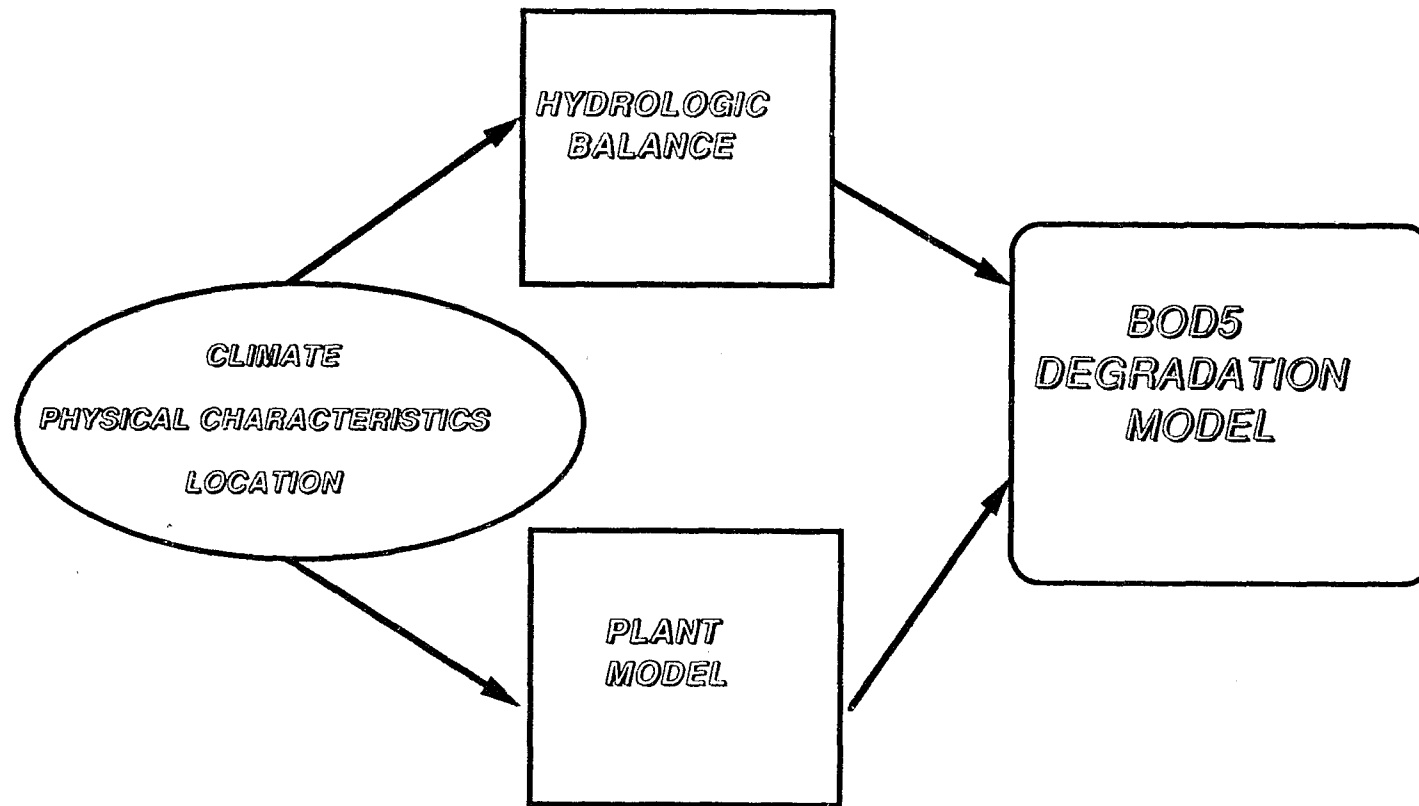 HYDROLOGIC
BALANCE
CLIMATE
PHYSICAL CHARACTERISTICS
LOCATION
BOD5
DEGRADATION
MODEL
PLANT
MODEL